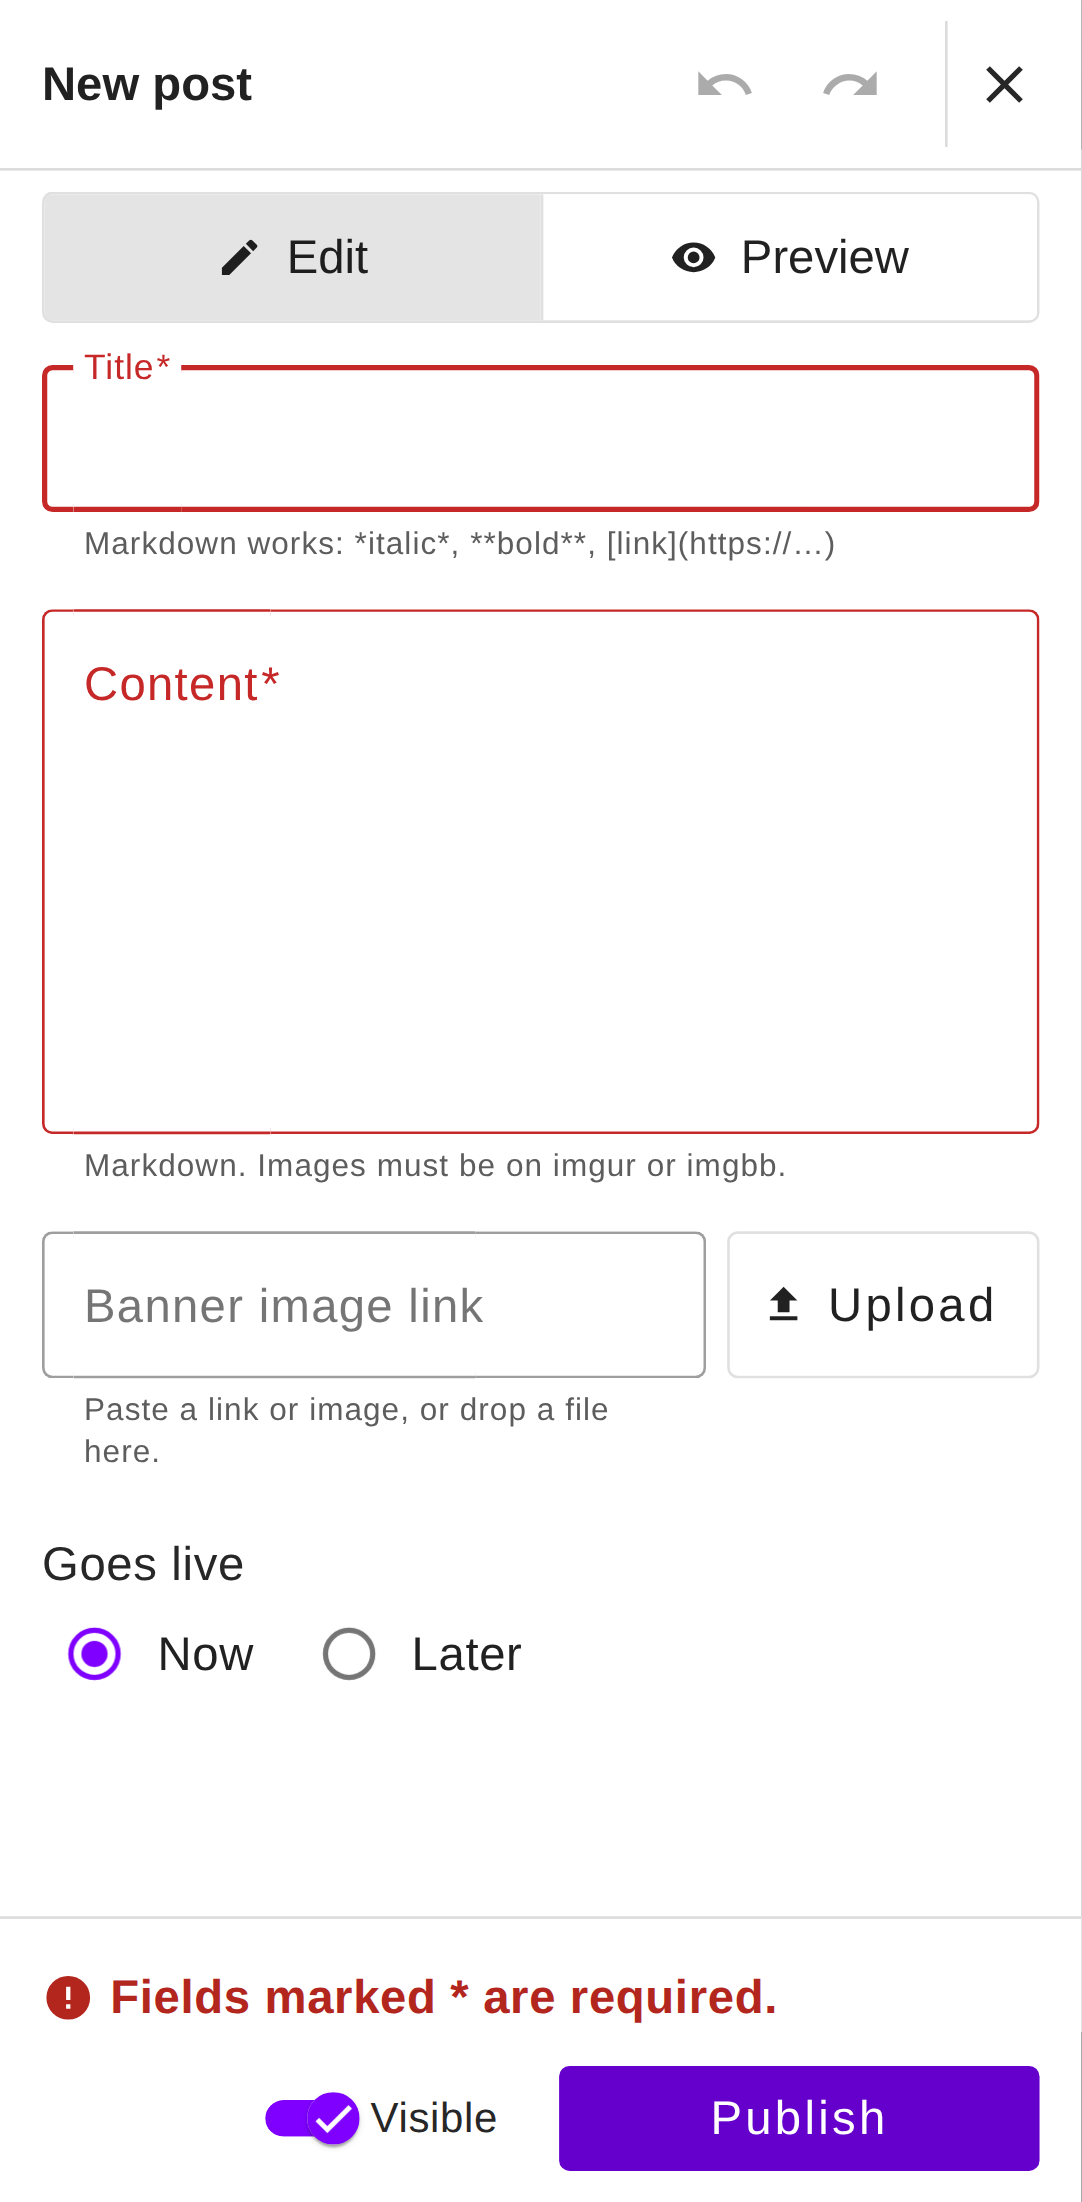 New post
Edit
Preview
Title*
Markdown works: *italic*, **bold**, [link](https://…)
Content*
Markdown. Images must be on imgur or imgbb.
Banner image link
Upload
Paste a link or image, or drop a file
here.
Goes live
Now
Later
Fields marked * are required.
Visible
Publish